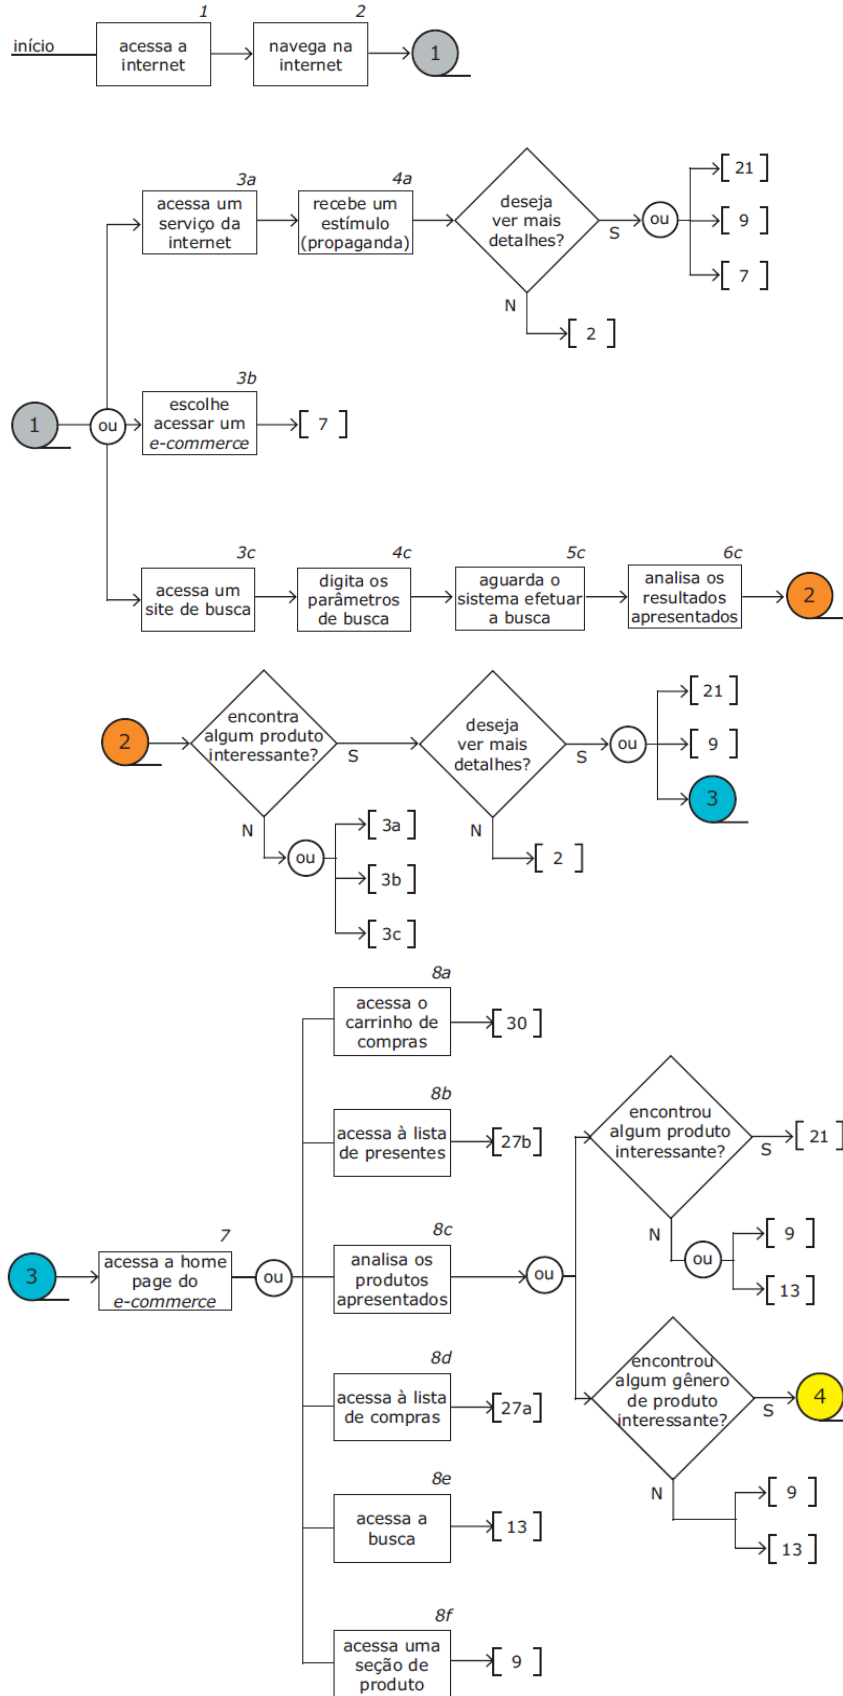 início
1
acessa a
internet
2
navega na
internet
1
1
ou
3a
acessa um
serviço da
internet
4a
recebe um
estímulo
(propaganda)
deseja
ver mais
detalhes?
S
ou
[ 21 ]
[ 9 ]
[ 7 ]
N
[ 2 ]
3b
escolhe
acessar um
e-commerce
[ 7 ]
3c
acessa um
site de busca
4c
digita os
parâmetros
de busca
5c
aguarda o
sistema efetuar
a busca
6c
analisa os
resultados
apresentados
2
2
encontra
algum produto
interessante?
S
deseja
ver mais
detalhes?
S
ou
[ 21 ]
[ 9 ]
3
N
ou
[ 3a ]
[ 3b ]
[ 3c ]
N
[ 2 ]
3
7
acessa a home
page do
e-commerce
ou
8a
acessa o
carrinho de
compras
[ 30 ]
8b
acessa à lista
de presentes
[ 27b ]
8c
analisa os
produtos
apresentados
ou
encontrou
algum produto
interessante?
S
[ 21 ]
N
ou
[ 9 ]
[ 13 ]
encontrou
algum gênero
de produto
interessante?
S
4
N
[ 9 ]
[ 13 ]
8d
acessa à lista
de compras
[ 27a ]
8e
acessa a
busca
[ 13 ]
8f
acessa uma
seção de
produto
[ 9 ]